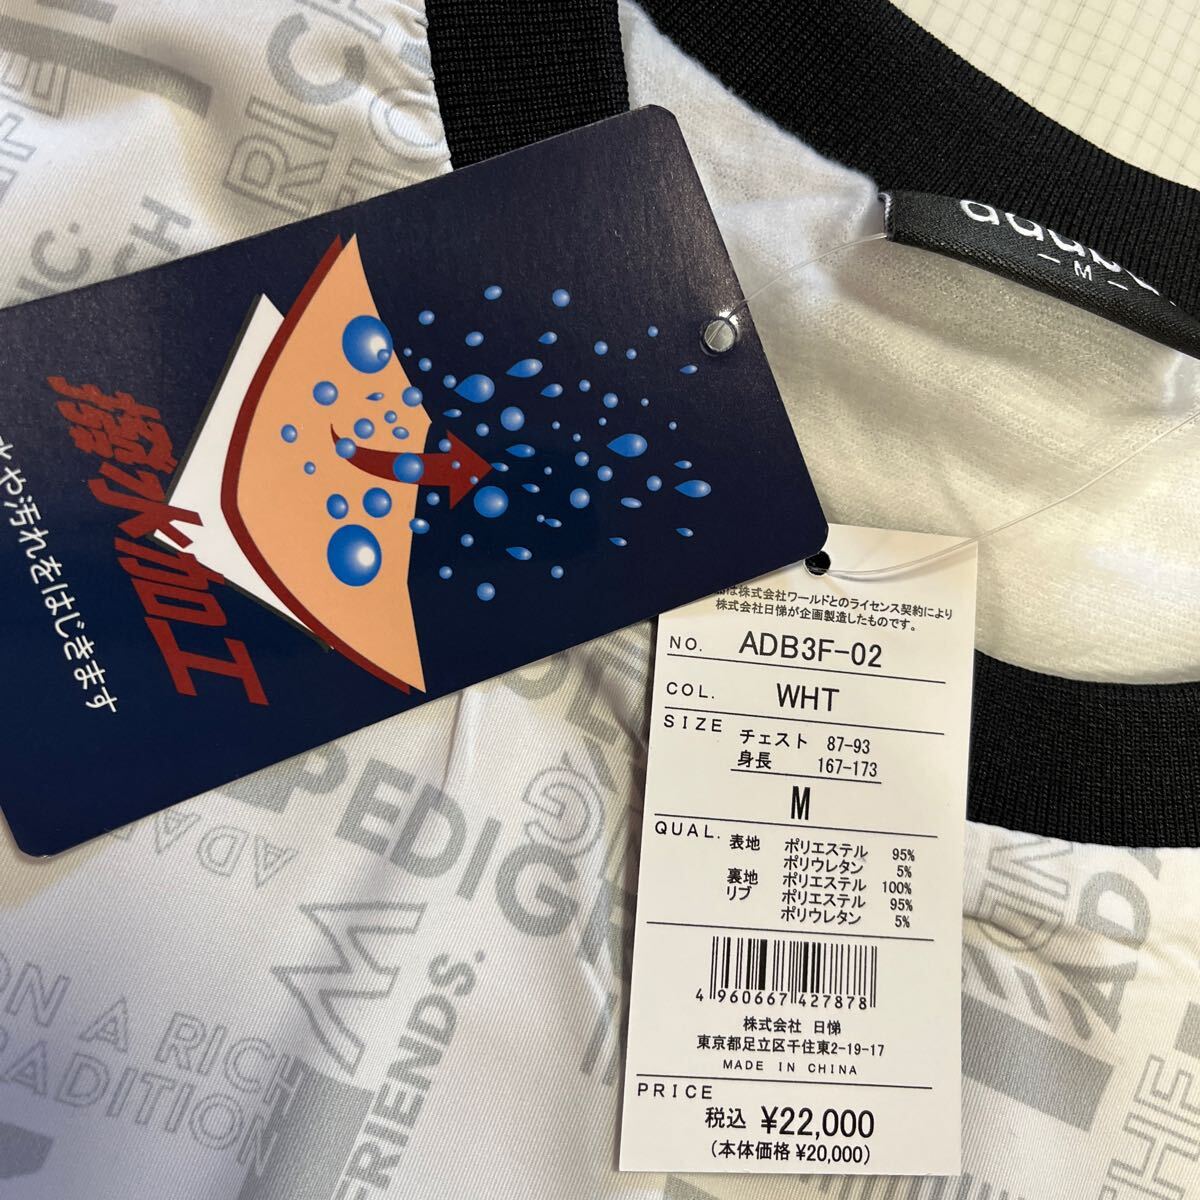 撥水加工
や汚れをはじきます
M
は株式会社ワールドとのライセンス契約により
株式会社日悌が企画製造したものです。
NO. ADB3F-02
COL. WHT
SIZE チェスト 87-93
身長 167-173
M
QUAL. 表地 ポリエステル 95%
ポリウレタン 5%
裏地 ポリエステル 100%
リブ ポリエステル 95%
ポリウレタン 5%
4 960667 427878
株式会社 日悌
東京都足立区千住東2-19-17
MADE IN CHINA
PRICE
税込 ¥22,000
(本体価格 ¥20,000)
RICH
PEDIG
FRIENDS.
ON A RICH
TRADITION